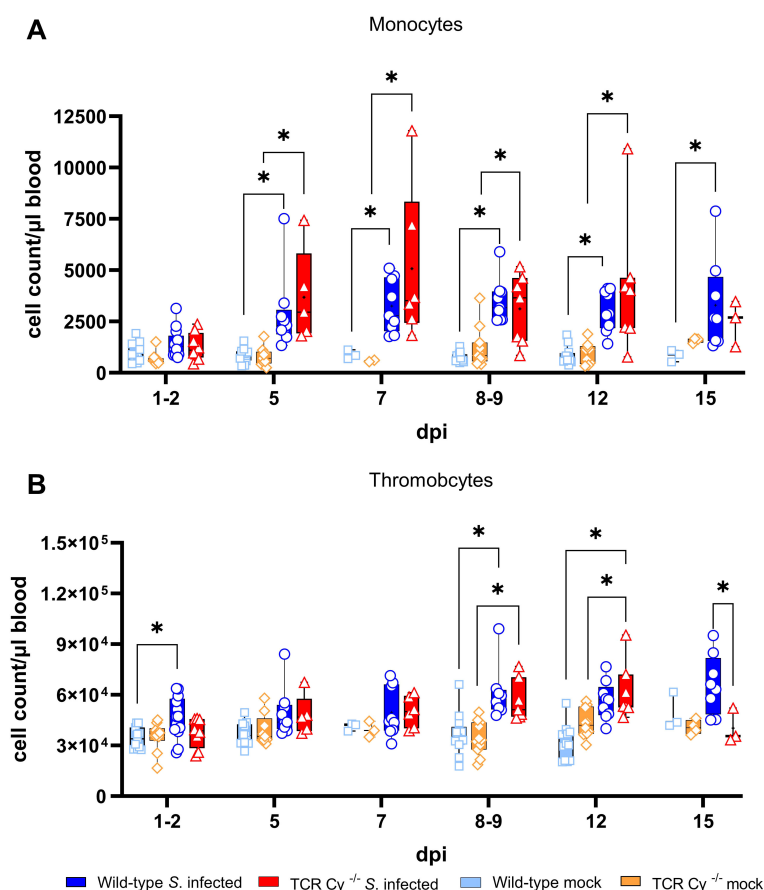 A
Monocytes
12500
10000
7500
5000
2500
0
cell count/µl blood
* * * * * * * * *
1-2 5 7 8-9 12 15
dpi
B
Thromobcytes
1.5×10⁵
1.2×10⁵
9×10⁴
6×10⁴
3×10⁴
0
cell count/µl blood
* * * * * *
1-2 5 7 8-9 12 15
dpi
Wild-type S. infected TCR Cγ -/- S. infected Wild-type mock TCR Cγ -/- mock